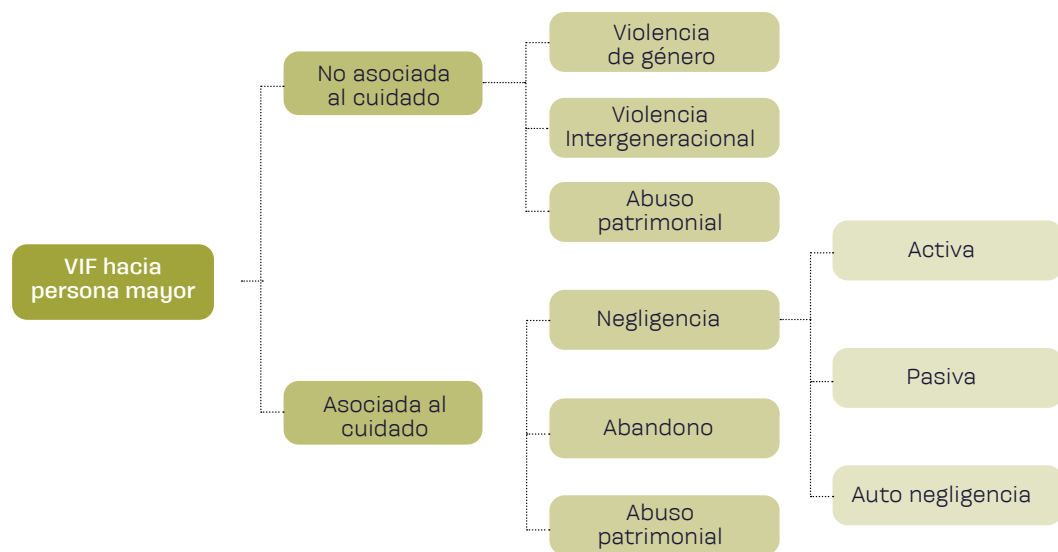 VIF hacia
persona mayor
No asociada
al cuidado
Violencia
de género
Violencia
Intergeneracional
Abuso
patrimonial
Asociada al
cuidado
Negligencia
Activa
Pasiva
Auto negligencia
Abandono
Abuso
patrimonial